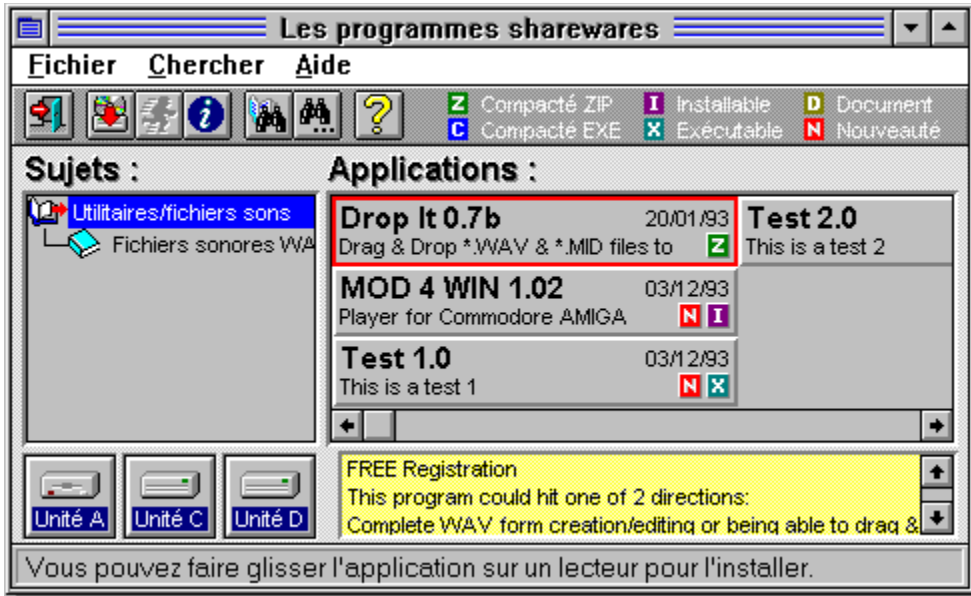 Les programmes sharewares
Fichier Chercher Aide
Z Compacté ZIP I Installable D Document
C Compacté EXE X Exécutable N Nouveauté
Sujets :
Utilitaires/fichiers sons
Fichiers sonores WA
Applications :
Drop It 0.7b 20/01/93
Drag & Drop *.WAV & *.MID files to Z
MOD 4 WIN 1.02 03/12/93
Player for Commodore AMIGA N I
Test 1.0 03/12/93
This is a test 1 N X
Test 2.0
This is a test 2
Unité A Unité C Unité D
FREE Registration
This program could hit one of 2 directions:
Complete WAV form creation/editing or being able to drag &
Vous pouvez faire glisser l'application sur un lecteur pour l'installer.